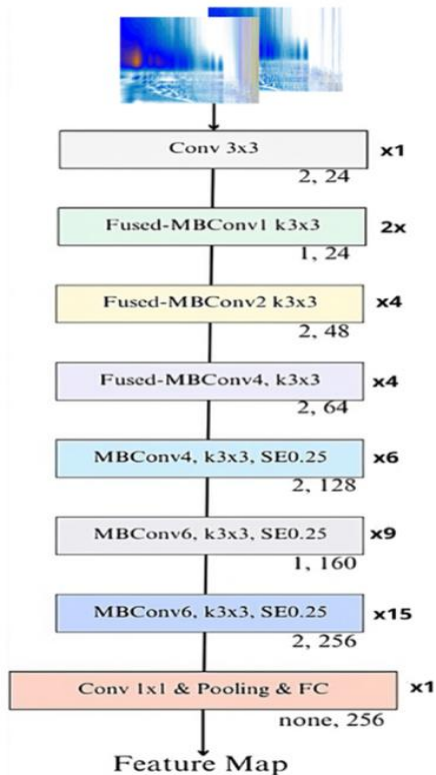 Conv 3x3 x1
2, 24
Fused-MBConv1 k3x3 2x
1, 24
Fused-MBConv2 k3x3 x4
2, 48
Fused-MBConv4, k3x3 x4
2, 64
MBConv4, k3x3, SE0.25 x6
2, 128
MBConv6, k3x3, SE0.25 x9
1, 160
MBConv6, k3x3, SE0.25 x15
2, 256
Conv 1x1 & Pooling & FC x1
none, 256
Feature Map